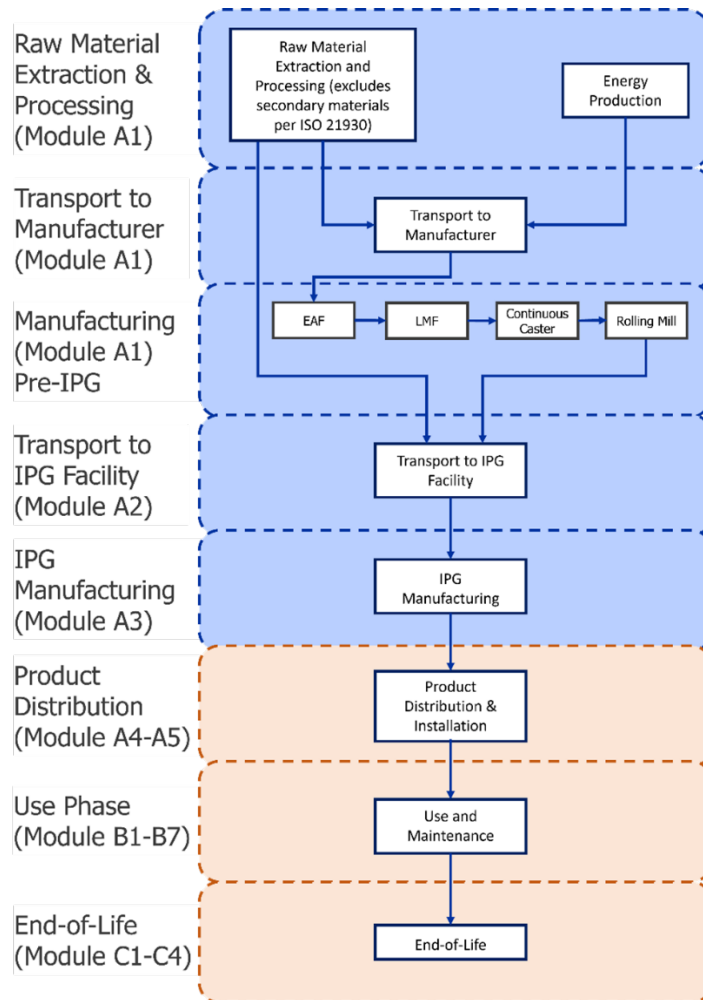 Raw Material
Extraction &
Processing
(Module A1)
Raw Material
Extraction and
Processing (excludes
secondary materials
per ISO 21930)
Energy
Production
Transport to
Manufacturer
(Module A1)
Transport to
Manufacturer
Manufacturing
(Module A1)
Pre-IPG
EAF
LMF
Continuous
Caster
Rolling Mill
Transport to
IPG Facility
(Module A2)
Transport to IPG
Facility
IPG
Manufacturing
(Module A3)
IPG
Manufacturing
Product
Distribution
(Module A4-A5)
Product
Distribution &
Installation
Use Phase
(Module B1-B7)
Use and
Maintenance
End-of-Life
(Module C1-C4)
End-of-Life